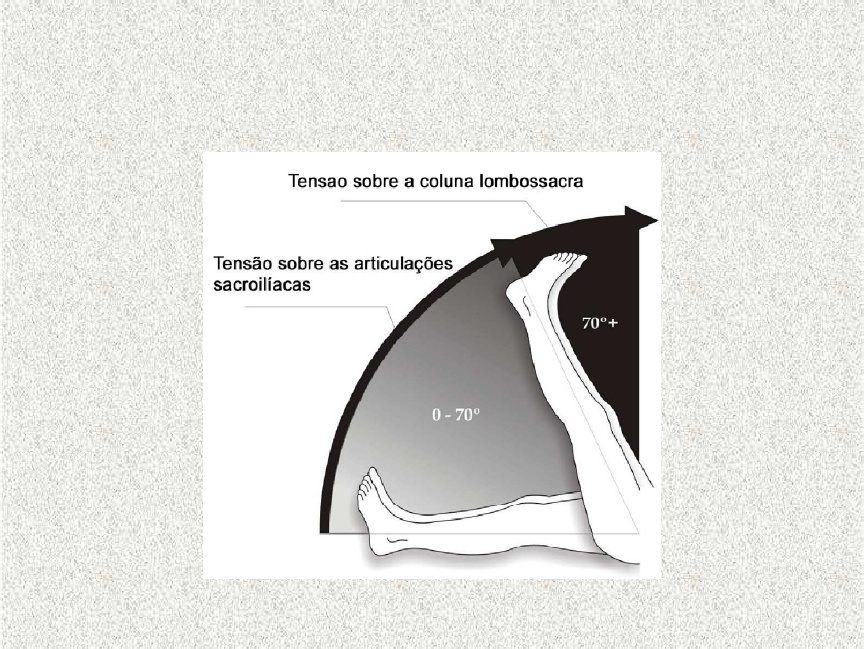 Tensao sobre a coluna lombossacra
Tensão sobre as articulações
sacroilíacas
70º+
0 - 70º